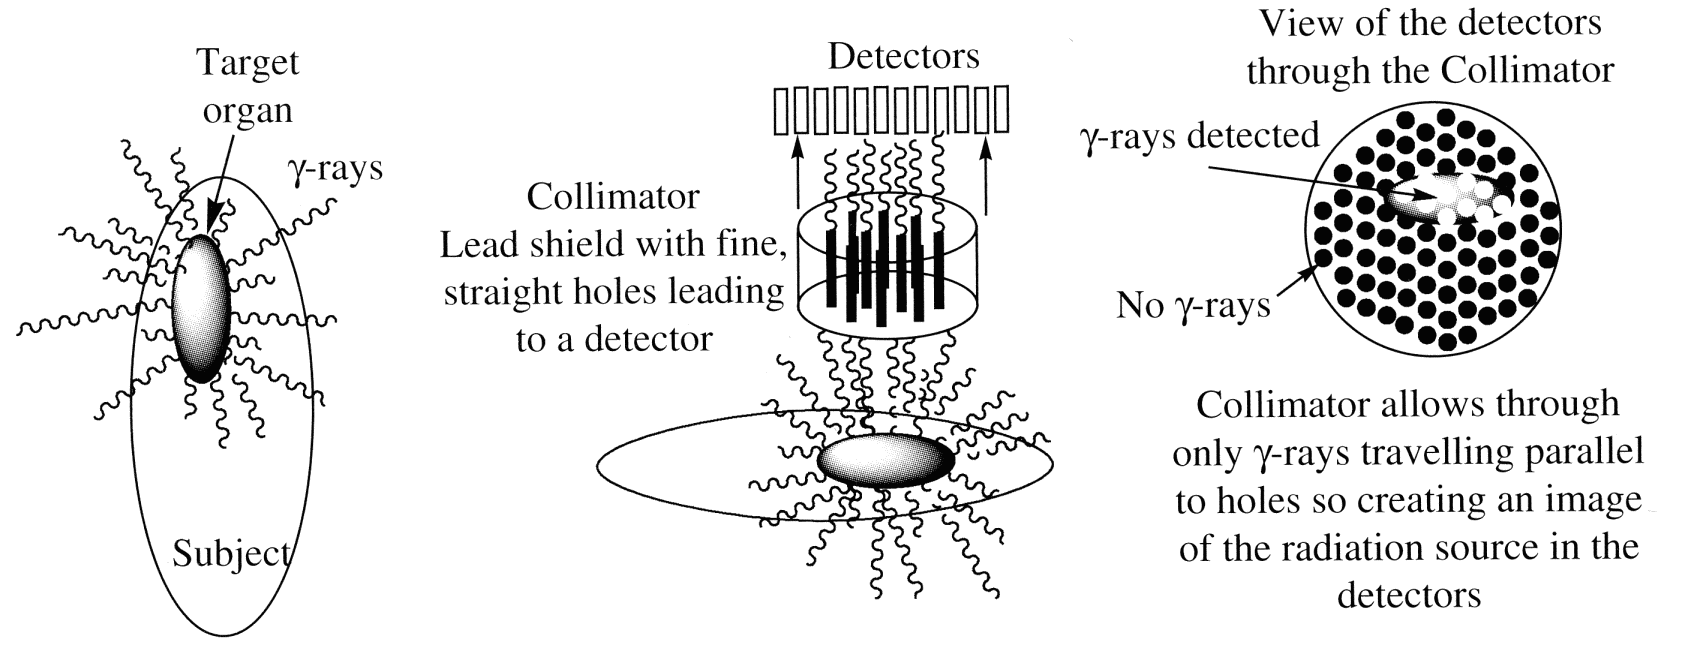 Target
organ
γ-rays
Subject
Detectors
Collimator
Lead shield with fine,
straight holes leading
to a detector
View of the detectors
through the Collimator
γ-rays detected
No γ-rays
Collimator allows through
only γ-rays travelling parallel
to holes so creating an image
of the radiation source in the
detectors